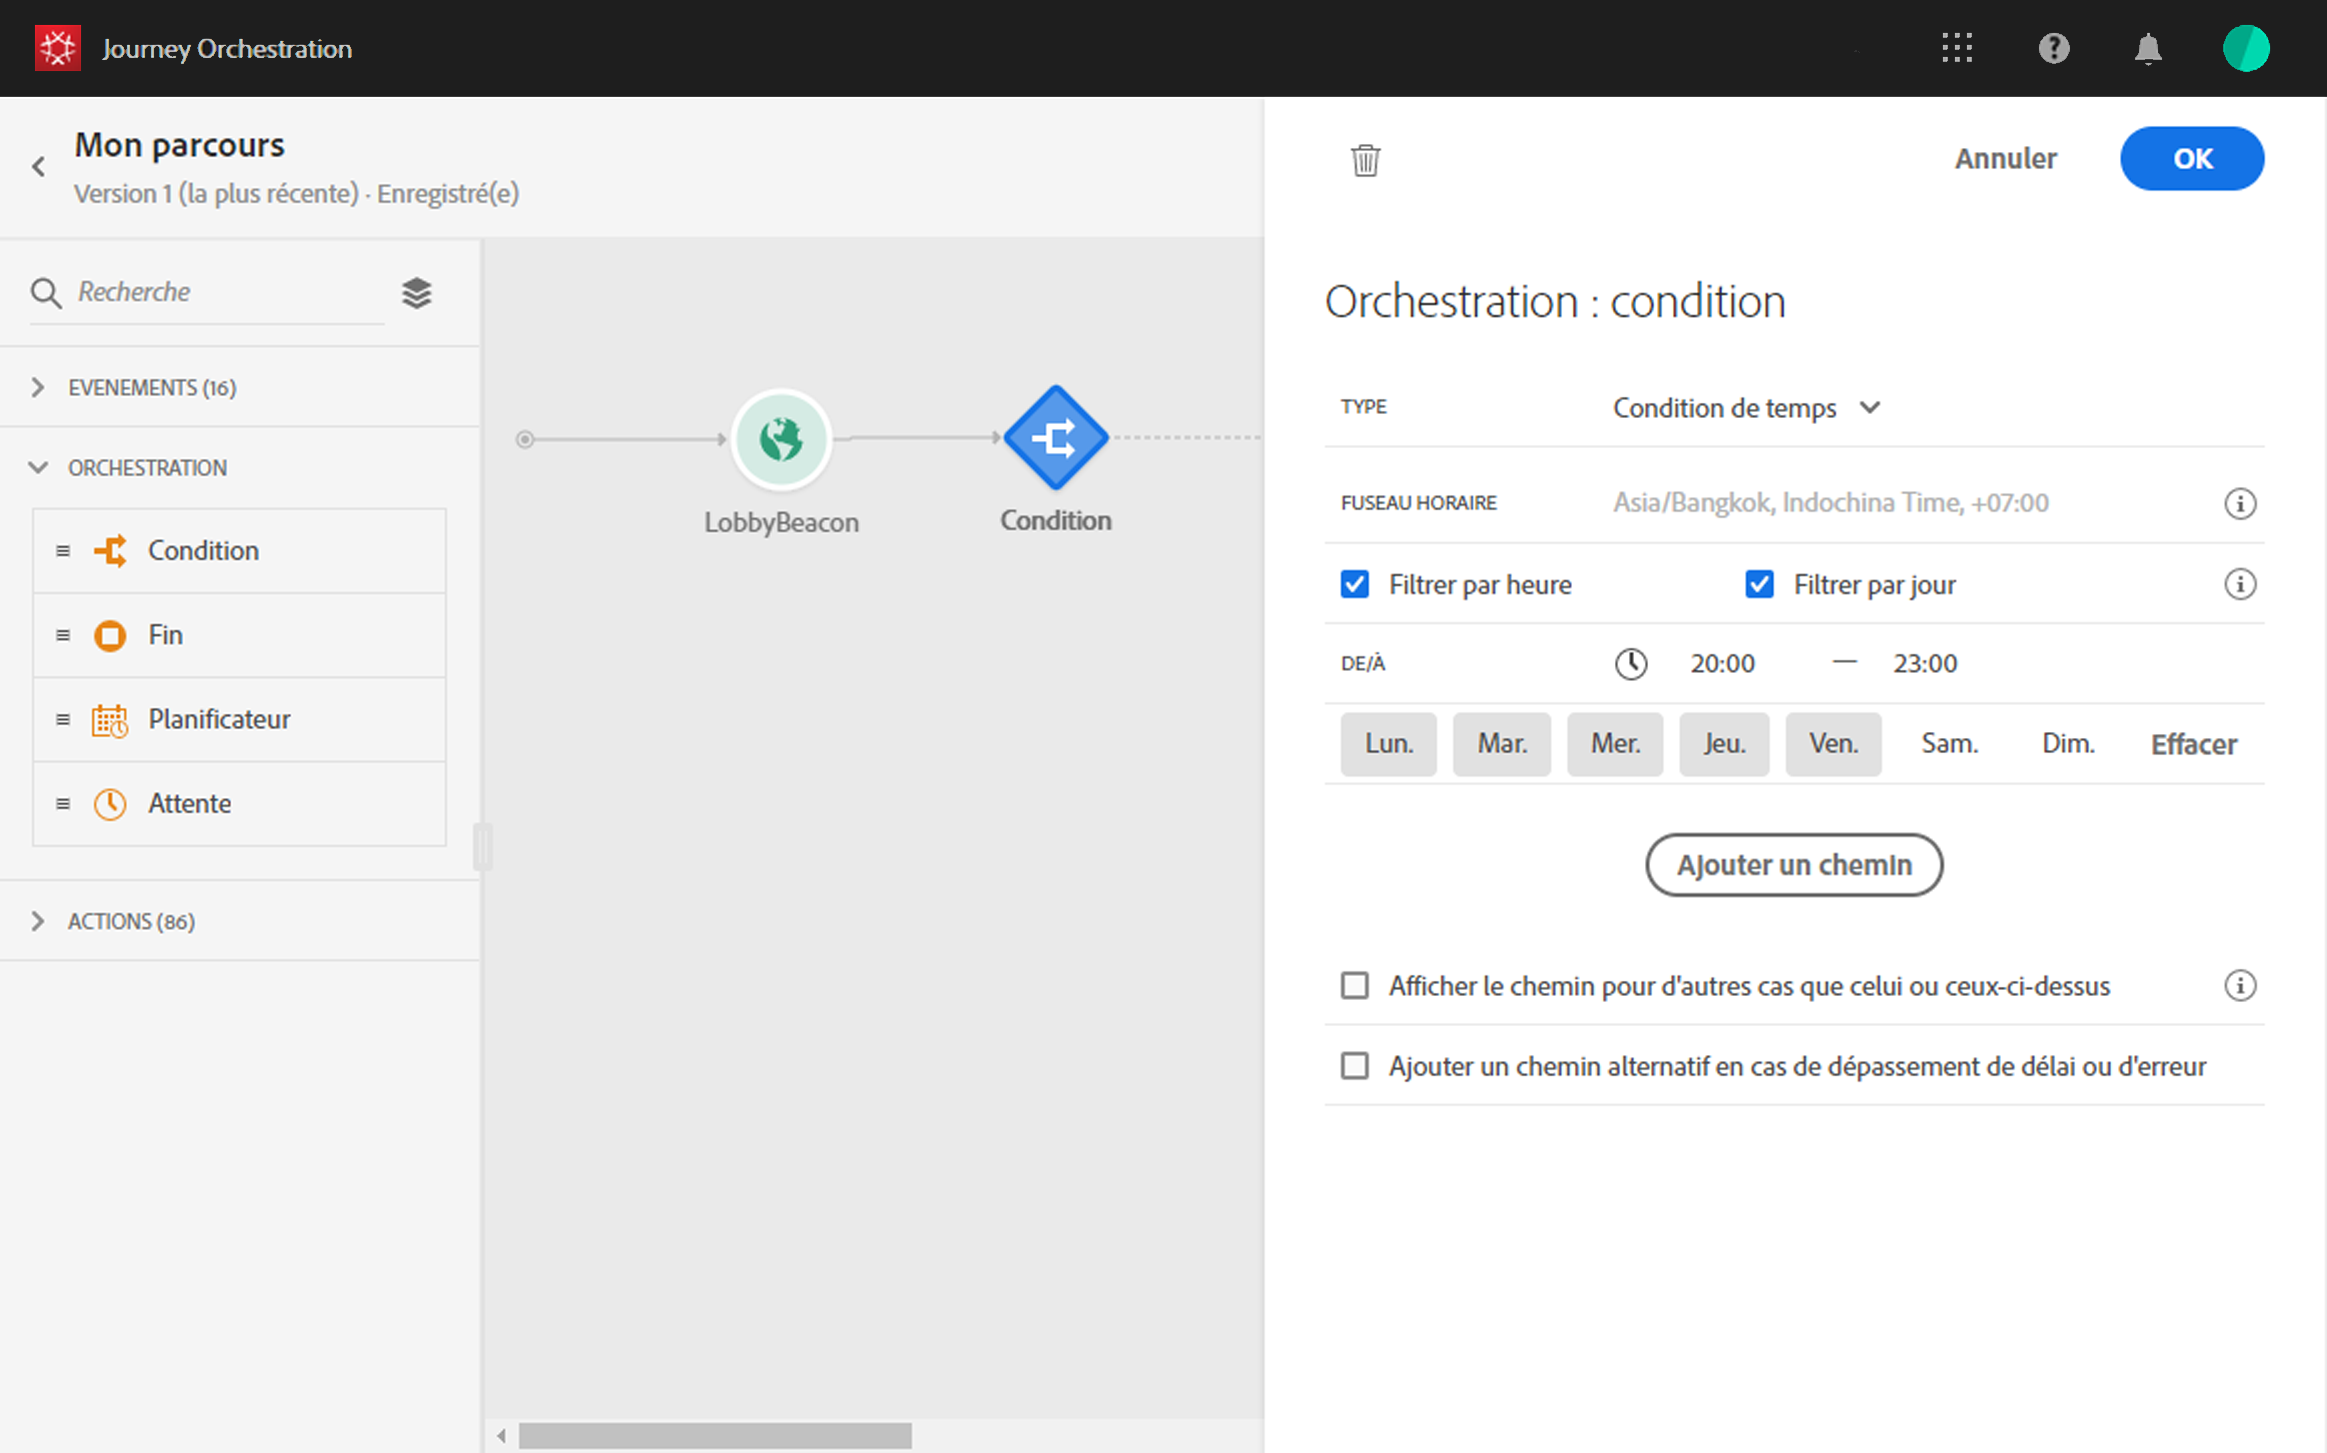 Journey Orchestration
Mon parcours
Version 1 (la plus récente) · Enregistré(e)
Recherche
EVENEMENTS (16)
ORCHESTRATION
Condition
Fin
Planificateur
Attente
ACTIONS (86)
LobbyBeacon
Condition
Annuler
OK
Orchestration : condition
TYPE Condition de temps
FUSEAU HORAIRE Asia/Bangkok, Indochina Time, +07:00
Filtrer par heure Filtrer par jour
DE/À 20:00 — 23:00
Lun. Mar. Mer. Jeu. Ven. Sam. Dim. Effacer
Ajouter un chemin
Afficher le chemin pour d'autres cas que celui ou ceux-ci-dessus
Ajouter un chemin alternatif en cas de dépassement de délai ou d'erreur